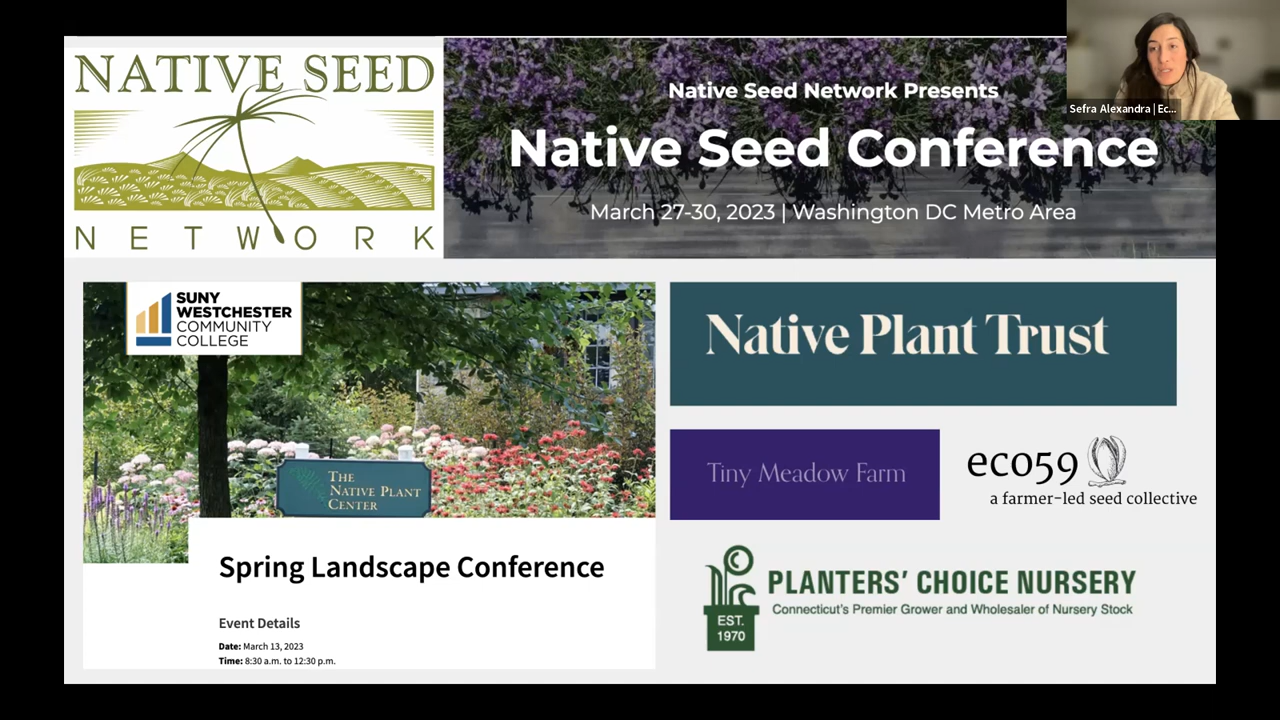 NATIVE SEED
NETWORK
Native Seed Network Presents
Native Seed Conference
March 27-30, 2023 | Washington DC Metro Area
Sefra Alexandra | Ec...
SUNY
WESTCHESTER
COMMUNITY
COLLEGE
THE
NATIVE PLANT
CENTER
Spring Landscape Conference
Event Details
Date: March 13, 2023
Time: 8:30 a.m. to 12:30 p.m.
Native Plant Trust
Tiny Meadow Farm
eco59
a farmer-led seed collective
EST.
1970
PLANTERS' CHOICE NURSERY
Connecticut's Premier Grower and Wholesaler of Nursery Stock